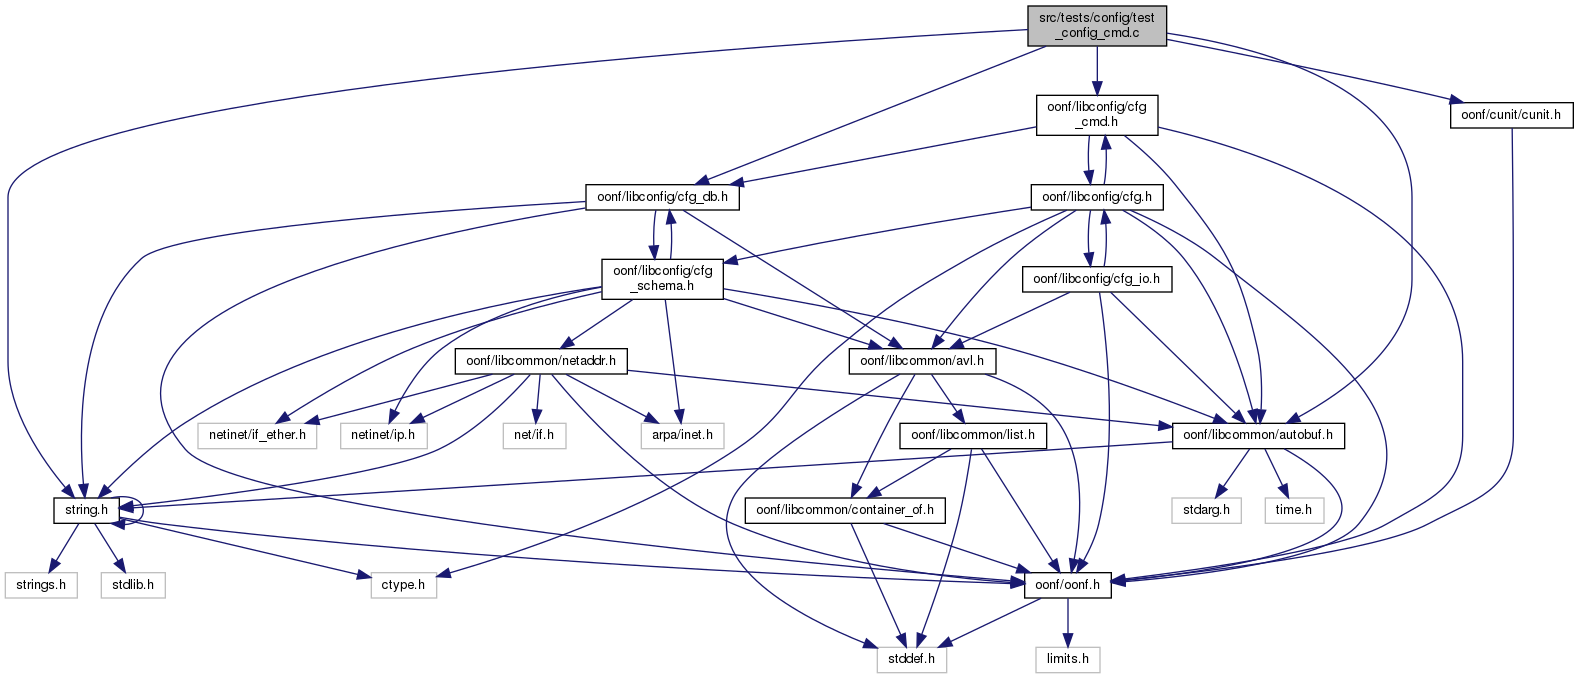 src/tests/config/test
_config_cmd.c
oonf/libconfig/cfg
_cmd.h
oonf/cunit/cunit.h
oonf/libconfig/cfg_db.h
oonf/libconfig/cfg.h
oonf/libconfig/cfg
_schema.h
oonf/libconfig/cfg_io.h
oonf/libcommon/netaddr.h
oonf/libcommon/avl.h
netinet/if_ether.h
netinet/ip.h
net/if.h
arpa/inet.h
oonf/libcommon/list.h
oonf/libcommon/autobuf.h
string.h
oonf/libcommon/container_of.h
stdarg.h
time.h
strings.h
stdlib.h
ctype.h
oonf/oonf.h
stddef.h
limits.h